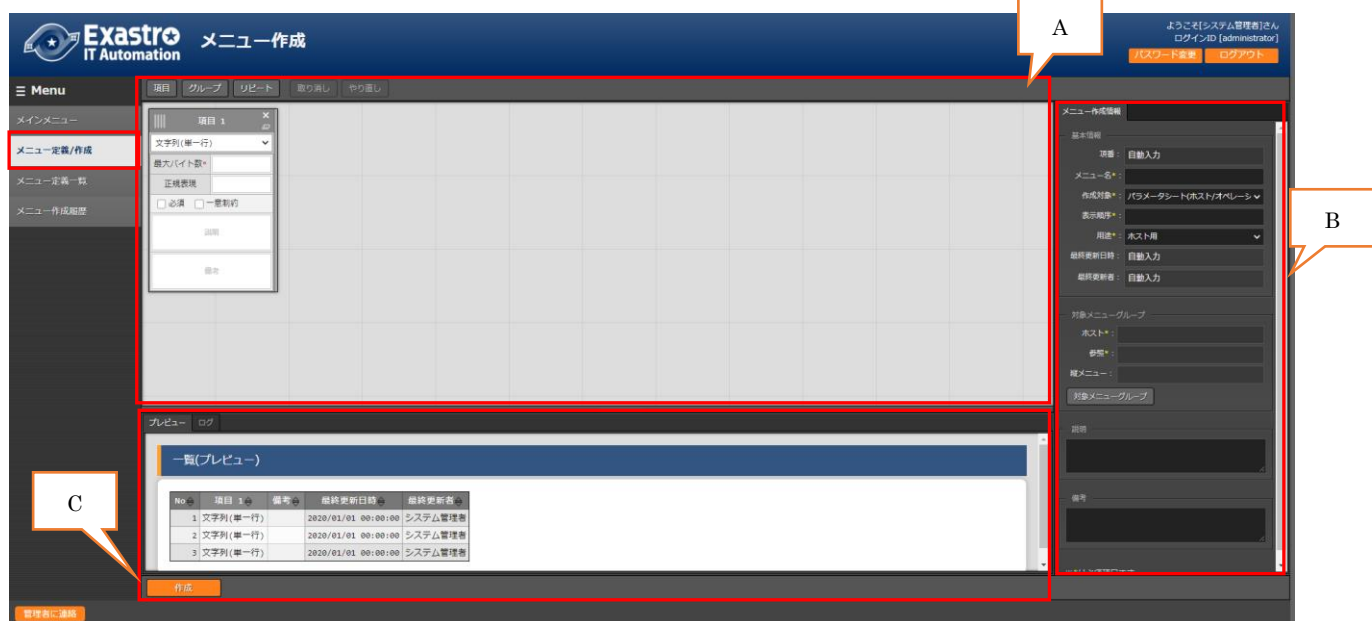 A
Exastro
IT Automation
メニュー作成
ようこそ[システム管理者]さん
ログインID [administrator]
パスワード変更 ログアウト
☰ Menu
メインメニュー
メニュー定義/作成
メニュー定義一覧
メニュー作成履歴
項目 グループ リピート 取り消し やり直し
項目 1
文字列(単一行)
最大バイト数*
正規表現
必須 一意制約
説明
備考
メニュー作成情報
基本情報
項番 : 自動入力
メニュー名* :
作成対象* : パラメータシート(ホスト/オペレーシ
表示順序* :
用途* : ホスト用
最終更新日時 : 自動入力
最終更新者 : 自動入力
対象メニューグループ
ホスト* :
参照* :
縦メニュー :
対象メニューグループ
説明
備考
B
プレビュー ログ
一覧(プレビュー)
No 項目 1 備考 最終更新日時 最終更新者
1 文字列(単一行) 2020/01/01 00:00:00 システム管理者
2 文字列(単一行) 2020/01/01 00:00:00 システム管理者
3 文字列(単一行) 2020/01/01 00:00:00 システム管理者
C
作成
管理者に連絡